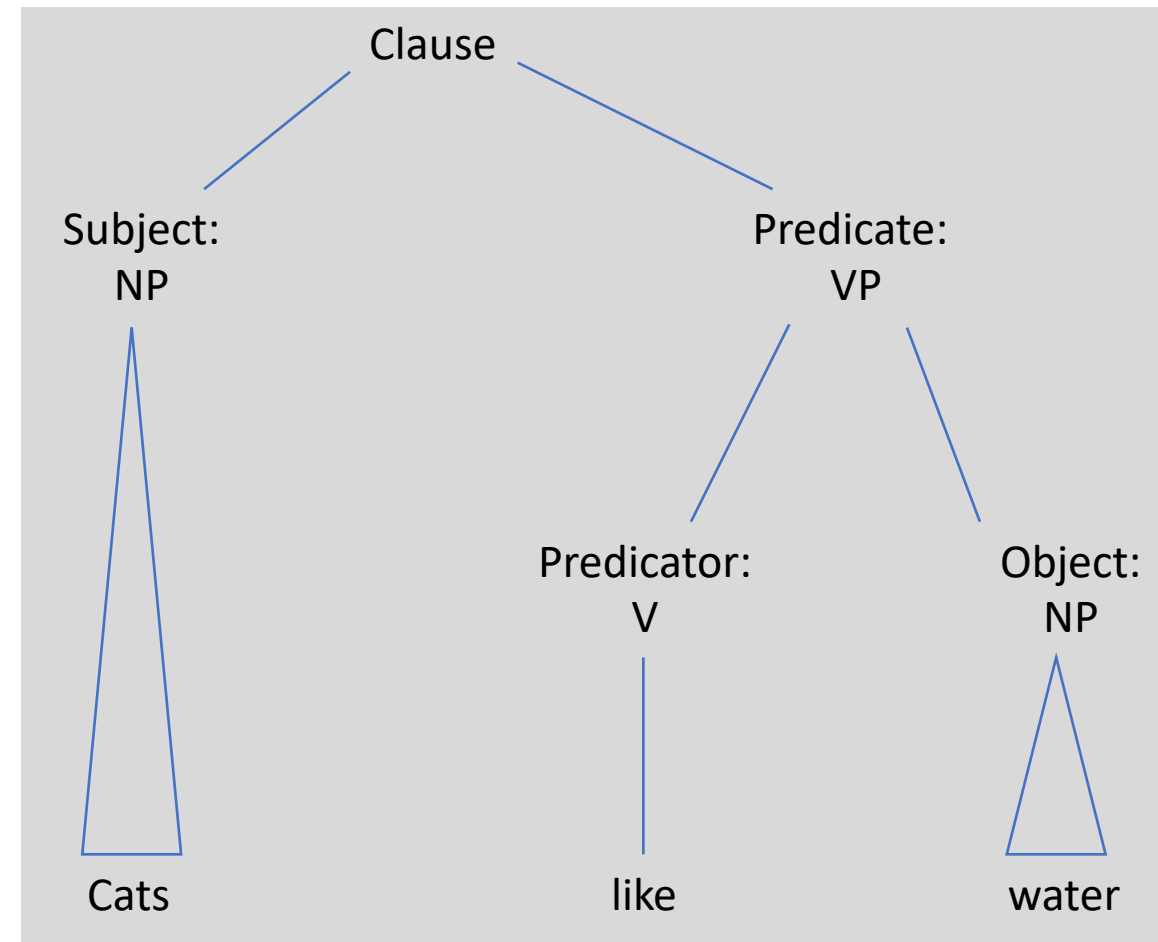 Clause
Subject:
NP
Predicate:
VP
Predicator:
V
Object:
NP
Cats
like
water